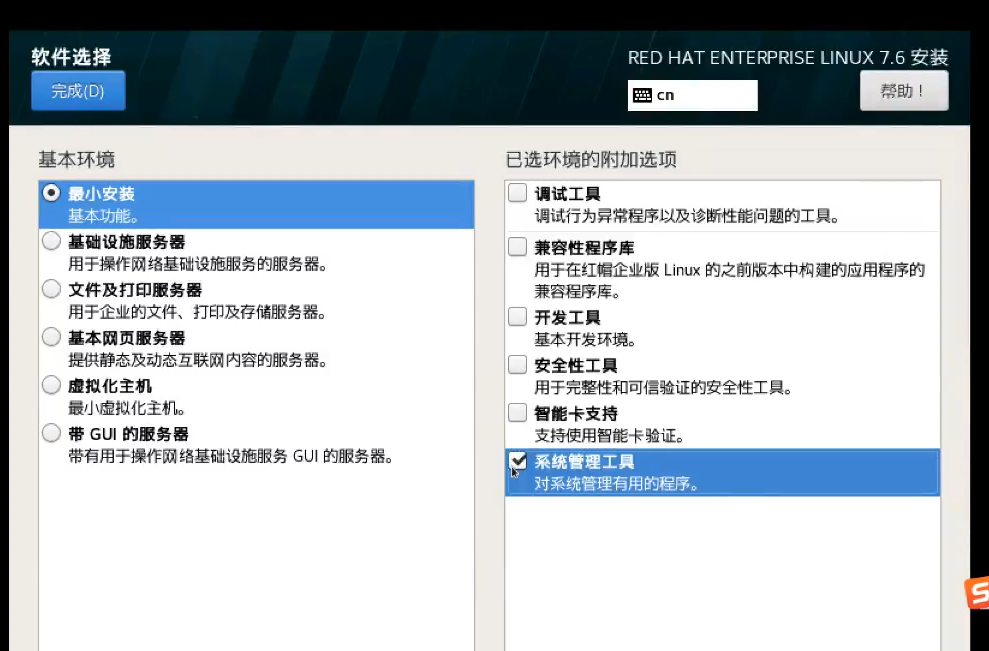 软件选择
RED HAT ENTERPRISE LINUX 7.6 安装
完成(D)
cn
帮助！
基本环境
最小安装
基本功能。
基础设施服务器
用于操作网络基础设施服务的服务器。
文件及打印服务器
用于企业的文件、打印及存储服务器。
基本网页服务器
提供静态及动态互联网内容的服务器。
虚拟化主机
最小虚拟化主机。
带 GUI 的服务器
带有用于操作网络基础设施服务 GUI 的服务器。
已选环境的附加选项
调试工具
调试行为异常程序以及诊断性能问题的工具。
兼容性程序库
用于在红帽企业版 Linux 的之前版本中构建的应用程序的
兼容程序库。
开发工具
基本开发环境。
安全性工具
用于完整性和可信验证的安全性工具。
智能卡支持
支持使用智能卡验证。
系统管理工具
对系统管理有用的程序。
S